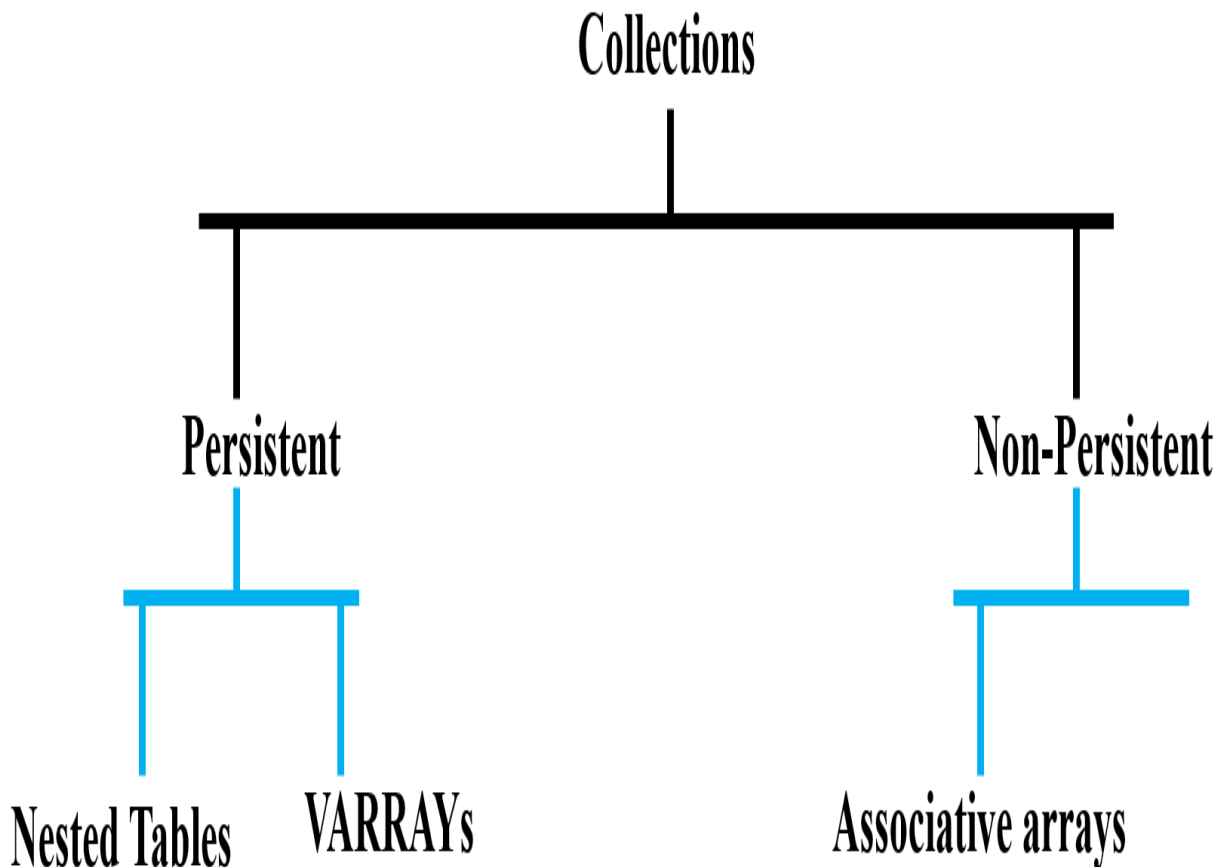 Collections
Persistent
Non-Persistent
Nested Tables
VARRAYs
Associative arrays